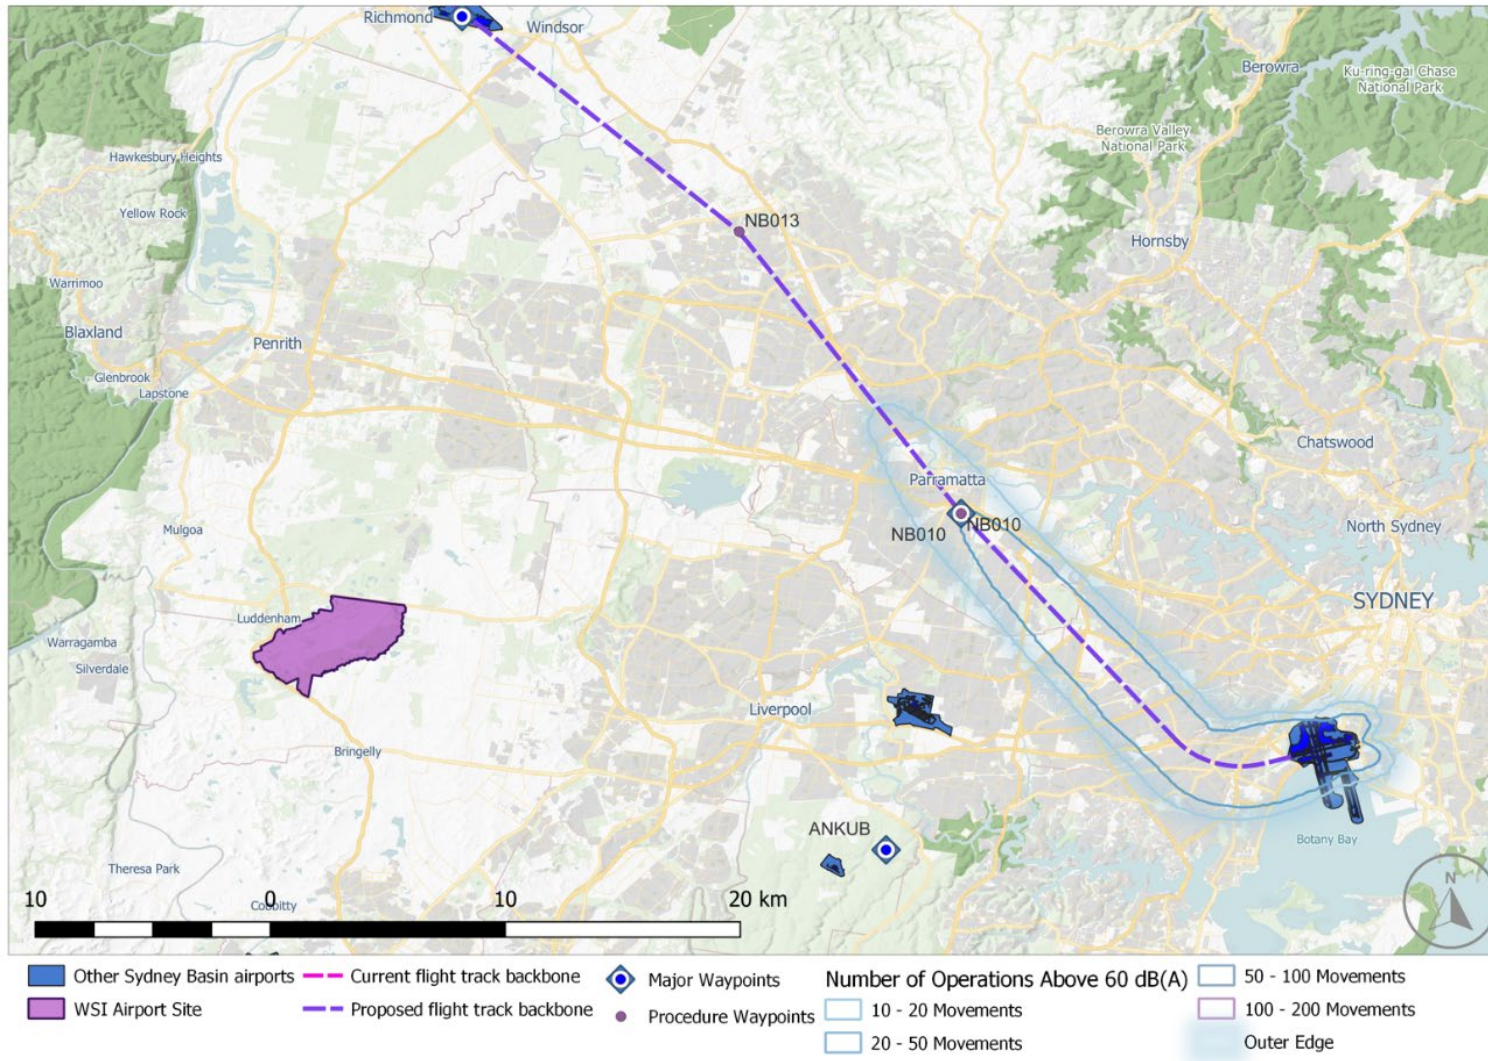 Richmond
Windsor
Berowra
Ku-ring-gai Chase
National Park
Berowra Valley
National Park
Hawkesbury Heights
Yellow Rock
NB013
Hornsby
Warrimoo
Blaxland
Penrith
Glenbrook
Lapstone
Chatswood
Parramatta
Mulgoa
NB010
NB010
North Sydney
SYDNEY
Luddenham
Warragamba
Silverdale
Liverpool
Bringelly
ANKUB
Botany Bay
Theresa Park
N
10 0 10 20 km
Cobbitty
Other Sydney Basin airports
WSI Airport Site
Current flight track backbone
Proposed flight track backbone
Major Waypoints
Procedure Waypoints
Number of Operations Above 60 dB(A)
10 - 20 Movements
20 - 50 Movements
50 - 100 Movements
100 - 200 Movements
Outer Edge